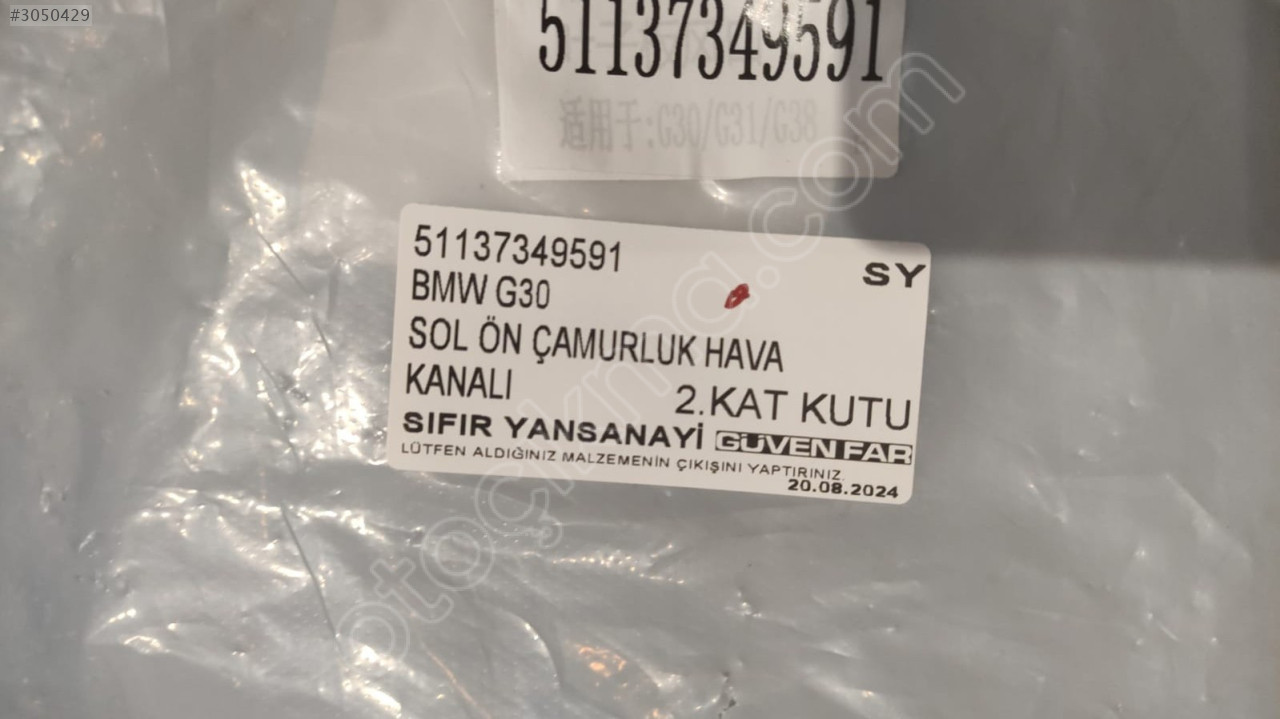 #3050429
51137349591
适用于:G30/G31/G38
51137349591
SY
BMW G30
SOL ÖN ÇAMURLUK HAVA
KANALI
2.KAT KUTU
SIFIR YANSANAYİ GÜVEN FAR
LÜTFEN ALDIĞINIZ MALZEMENİN ÇIKIŞINI YAPTIRINIZ.
20.08.2024
otoçıkma.com